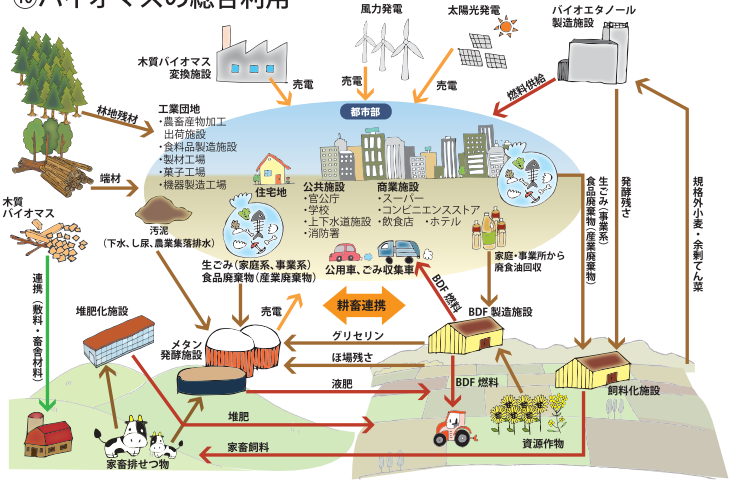 ⑩バイオマスの総合利用
風力発電
太陽光発電
バイオエタノール
製造施設
木質バイオマス
変換施設
売電
売電
売電
燃料供給
都市部
林地残材
工業団地
・農畜産物加工
出荷施設
・食料品製造施設
・製材工場
・菓子工場
・機器製造工場
端材
住宅地
公共施設
・官公庁
・学校
・上下水道施設
・消防署
商業施設
・スーパー
・コンビニエンスストア
・飲食店 ・ホテル
生ごみ（事業系）
食品廃棄物（産業廃棄物）
発酵残さ
規格外小麦・余剰てん菜
木質
バイオマス
汚泥
（下水、し尿、農業集落排水）
生ごみ（家庭系、事業系）
食品廃棄物（産業廃棄物）
公用車、ごみ収集車
家庭・事業所から
廃食油回収
連携（敷料・畜舎材料）
堆肥化施設
売電
耕畜連携
BDF 燃料
BDF 製造施設
メタン
発酵施設
グリセリン
ほ場残さ
液肥
BDF 燃料
飼料化施設
堆肥
家畜飼料
家畜排せつ物
資源作物